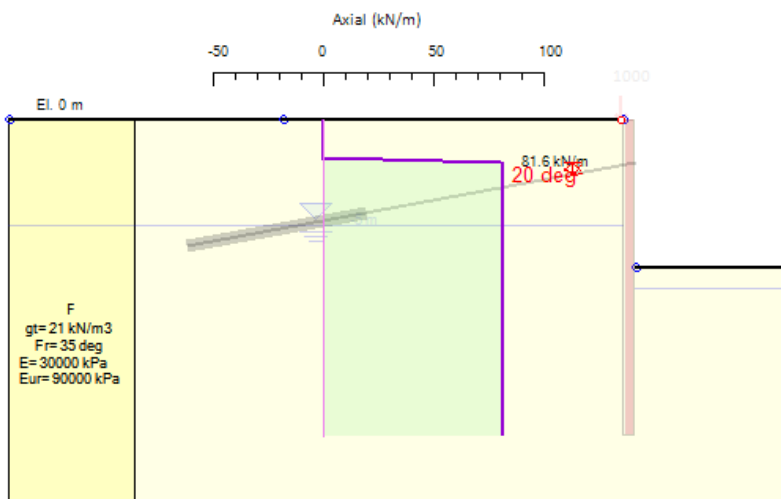 Axial (kN/m)
-50 0 50 100
1000
El. 0 m
81.6 kN/m
20 deg
F
gt= 21 kN/m3
Fr= 35 deg
E= 30000 kPa
Eur= 90000 kPa